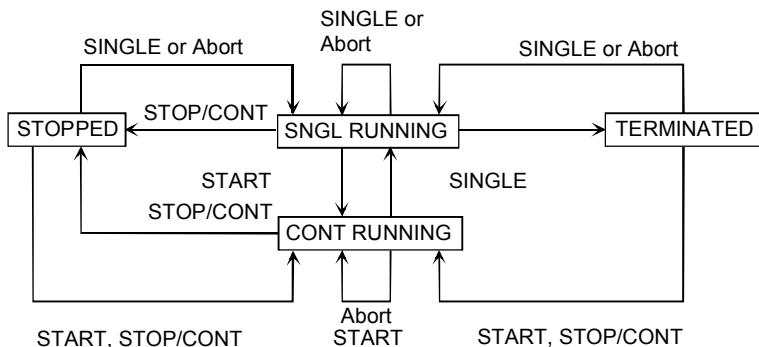 SINGLE or
Abort
SINGLE or Abort
SINGLE or Abort
STOP/CONT
STOPPED
SNGL RUNNING
TERMINATED
START
SINGLE
STOP/CONT
CONT RUNNING
Abort
START
START, STOP/CONT
START, STOP/CONT